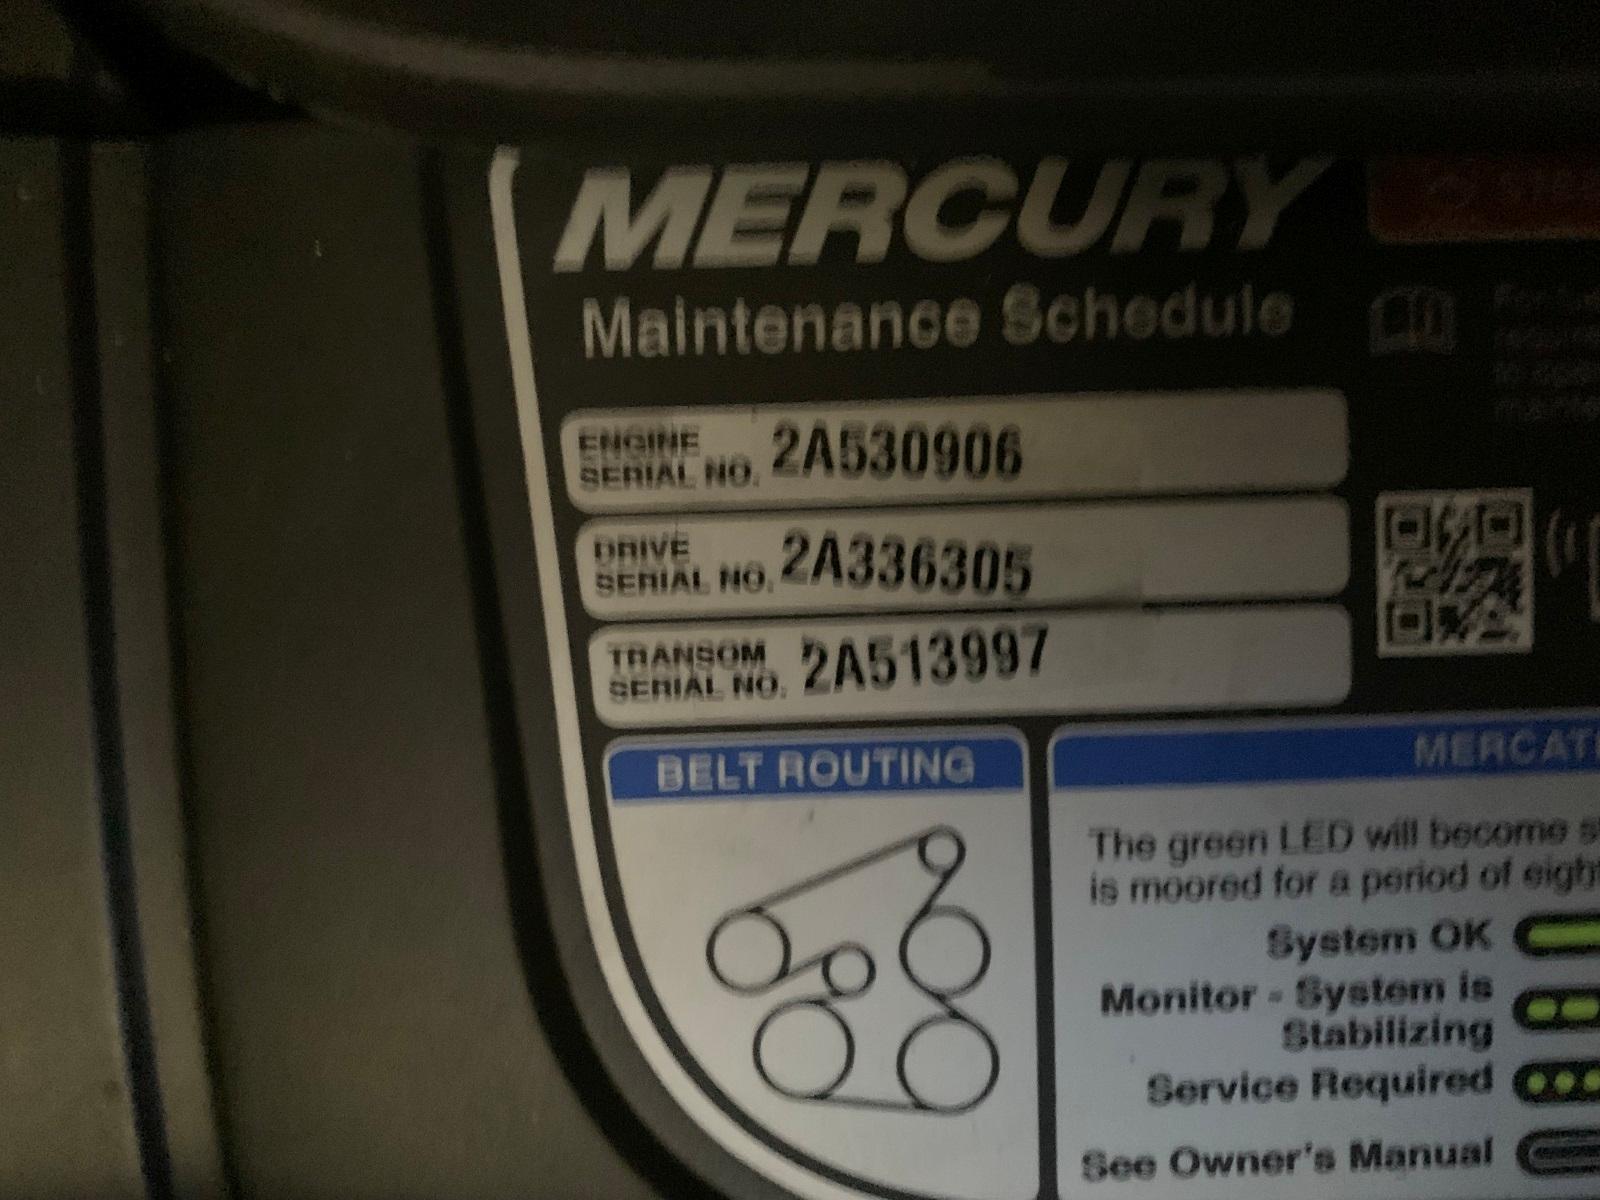 MERCURY
Maintenance Schedule
ENGINE
SERIAL NO. 2A530906
DRIVE
SERIAL NO. 2A336305
TRANSOM
SERIAL NO. 2A513997
BELT ROUTING
MERCAT
The green LED will become s
is moored for a period of eigh
System OK
Monitor - System is
Stabilizing
Service Required
See Owner's Manual